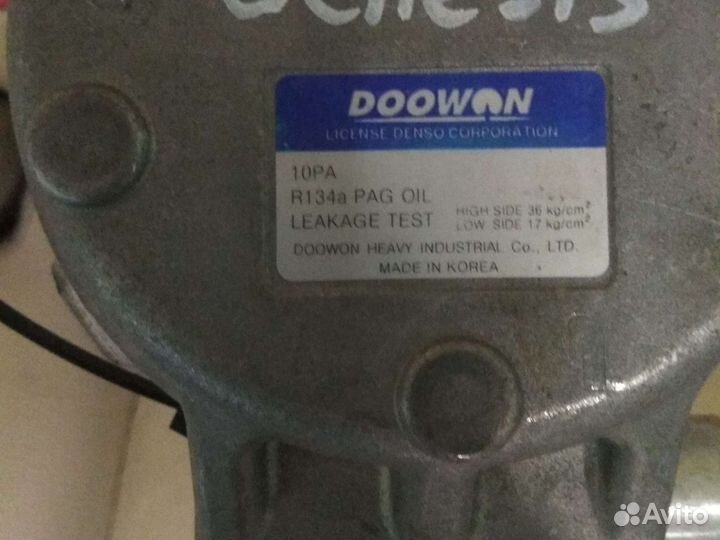 Genesis
DOOWON
LICENSE DENSO CORPORATION
10PA
R134a PAG OIL
LEAKAGE TEST HIGH SIDE 36 kg/cm²
LOW SIDE 17 kg/cm²
DOOWON HEAVY INDUSTRIAL Co., LTD.
MADE IN KOREA
Avito